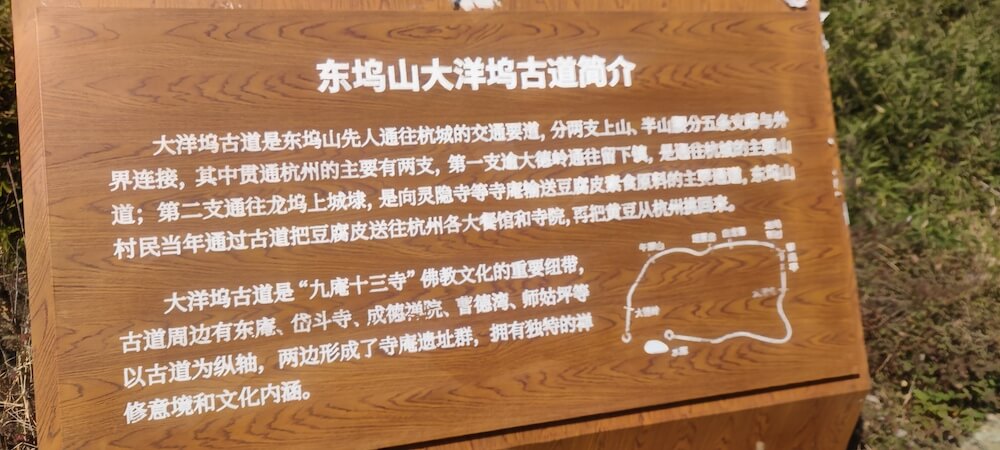 东坞山大洋坞古道简介
大洋坞古道是东坞山先人通往杭城的交通要道，分两支上山、半山腰分五条支路与外
界连接，其中贯通杭州的主要有两支，第一支逾大德岭通往留下镇，是通往杭城的主要山
道；第二支通往龙坞上城埭，是向灵隐寺等寺庵输送豆腐皮素食原料的主要通道，东坞山
村民当年通过古道把豆腐皮送往杭州各大餐馆和寺院，再把黄豆从杭州挑回来。
大洋坞古道是“九庵十三寺”佛教文化的重要纽带，
古道周边有东庵、岱斗寺、成德禅院、曹德湾、师姑坪等
以古道为纵轴，两边形成了寺庵遗址群，拥有独特的禅
修意境和文化内涵。